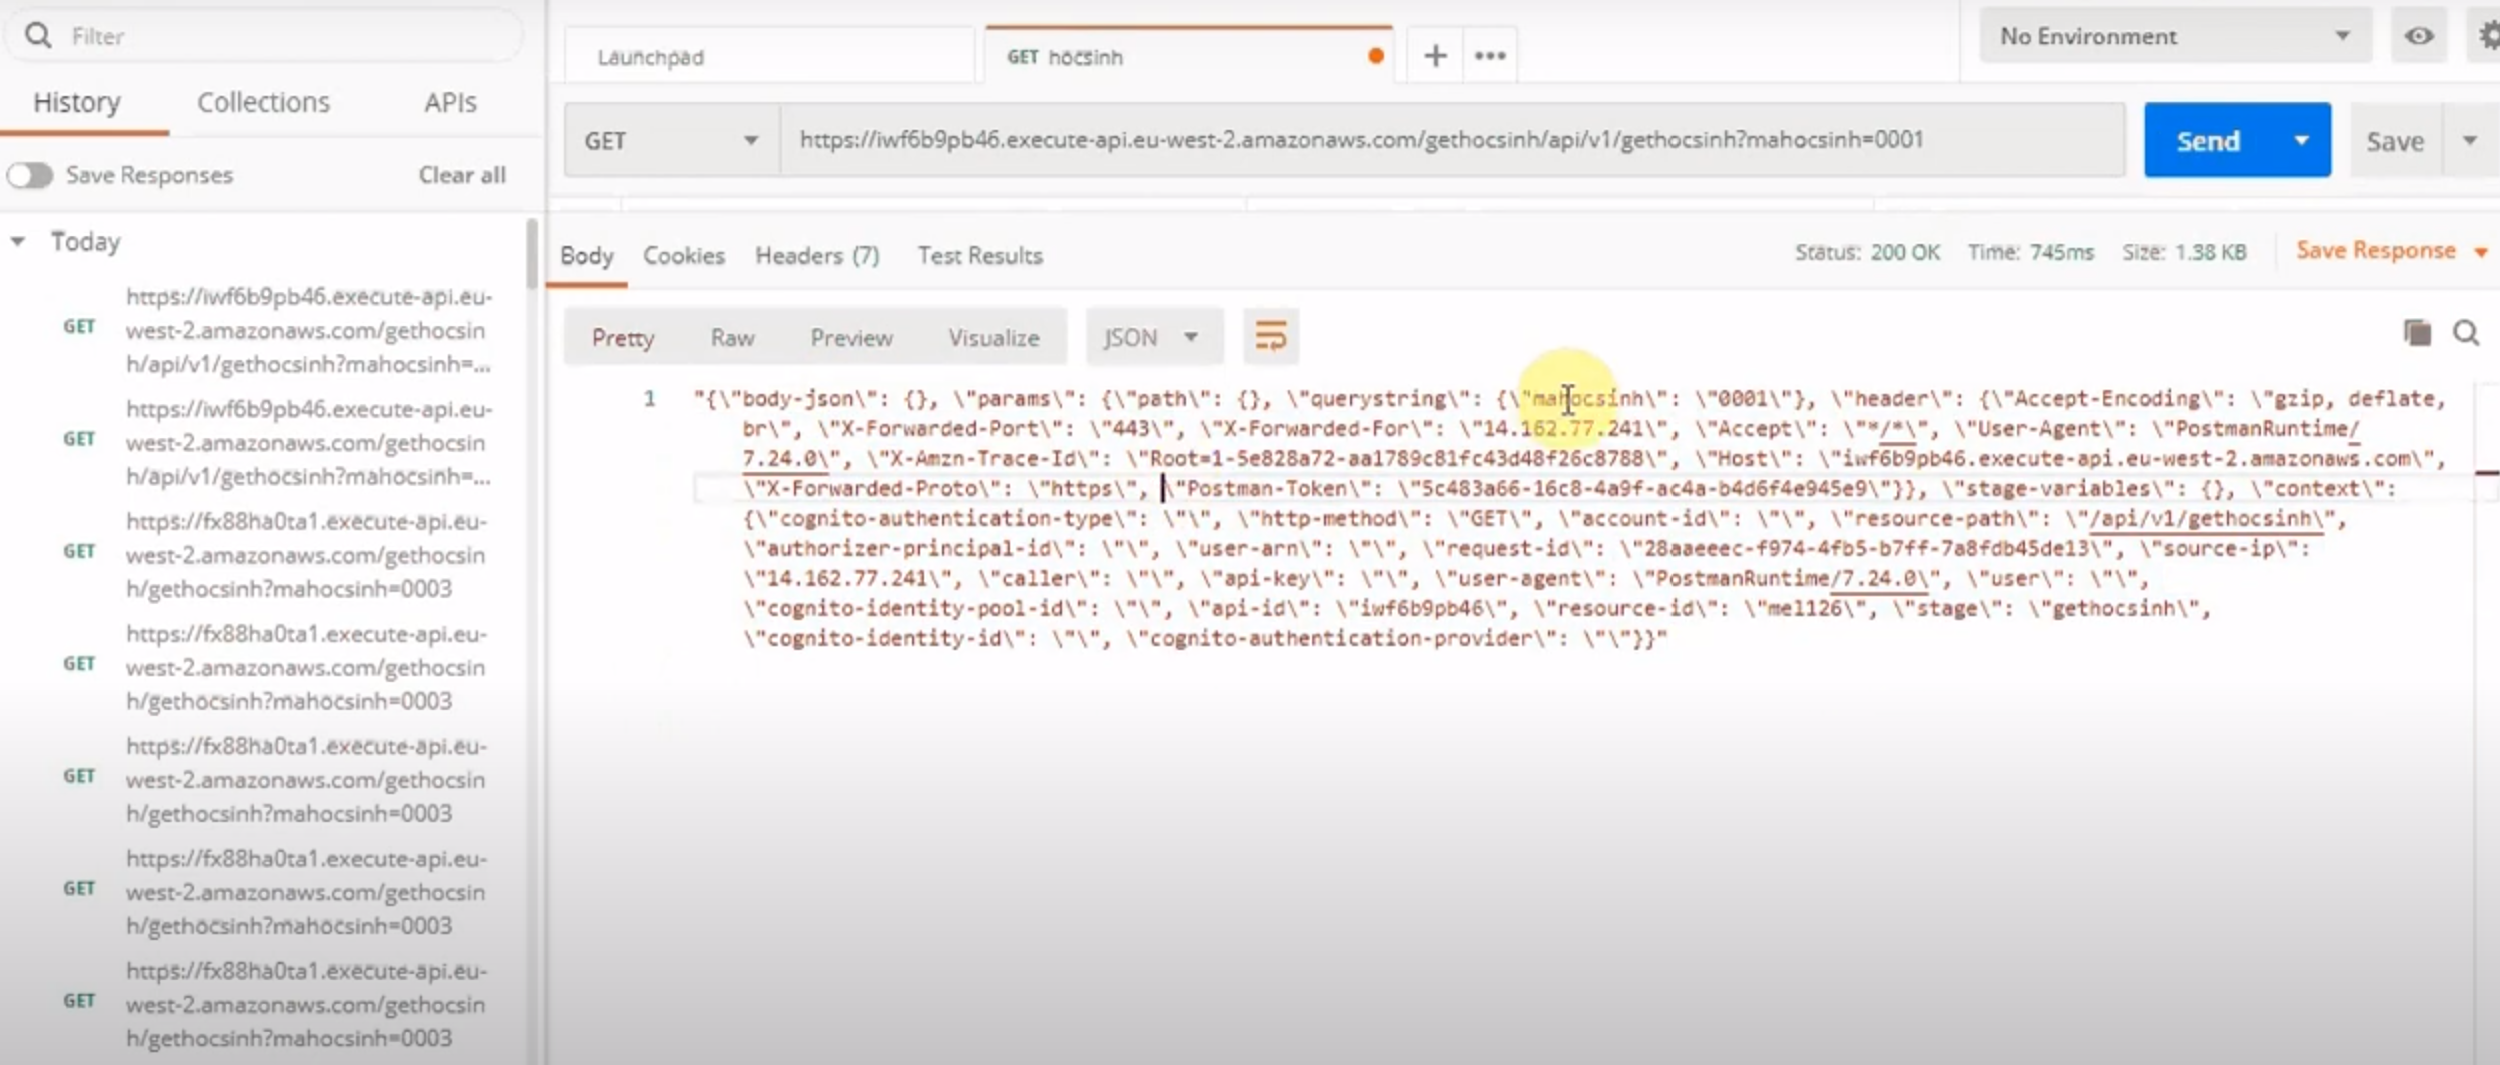 Filter
History Collections APIs
Save Responses Clear all
Today
GET https://iwf6b9pb46.execute-api.eu-
west-2.amazonaws.com/gethocsin
h/api/v1/gethocsinh?mahocsinh=...
GET https://iwf6b9pb46.execute-api.eu-
west-2.amazonaws.com/gethocsin
h/api/v1/gethocsinh?mahocsinh=...
GET https://fx88ha0ta1.execute-api.eu-
west-2.amazonaws.com/gethocsin
h/gethocsinh?mahocsinh=0003
GET https://fx88ha0ta1.execute-api.eu-
west-2.amazonaws.com/gethocsin
h/gethocsinh?mahocsinh=0003
GET https://fx88ha0ta1.execute-api.eu-
west-2.amazonaws.com/gethocsin
h/gethocsinh?mahocsinh=0003
GET https://fx88ha0ta1.execute-api.eu-
west-2.amazonaws.com/gethocsin
h/gethocsinh?mahocsinh=0003
GET https://fx88ha0ta1.execute-api.eu-
west-2.amazonaws.com/gethocsin
h/gethocsinh?mahocsinh=0003
Launchpad GET hocsinh
No Environment
GET https://iwf6b9pb46.execute-api.eu-west-2.amazonaws.com/gethocsinh/api/v1/gethocsinh?mahocsinh=0001 Send Save
Body Cookies Headers (7) Test Results Status: 200 OK Time: 745ms Size: 1.38 KB Save Response
Pretty Raw Preview Visualize JSON
1 "{\"body-json\": {}, \"params\": {\"path\": {}, \"querystring\": {\"mahocsinh\": \"0001\"}, \"header\": {\"Accept-Encoding\": \"gzip, deflate,
br\", \"X-Forwarded-Port\": \"443\", \"X-Forwarded-For\": \"14.162.77.241\", \"Accept\": \"*/*\", \"User-Agent\": \"PostmanRuntime/
7.24.0\", \"X-Amzn-Trace-Id\": \"Root=1-5e828a72-aa1789c81fc43d48f26c8788\", \"Host\": \"iwf6b9pb46.execute-api.eu-west-2.amazonaws.com\",
\"X-Forwarded-Proto\": \"https\", \"Postman-Token\": \"5c483a66-16c8-4a9f-ac4a-b4d6f4e945e9\"}}, \"stage-variables\": {}, \"context\":
{\"cognito-authentication-type\": \"\", \"http-method\": \"GET\", \"account-id\": \"\", \"resource-path\": \"/api/v1/gethocsinh\",
\"authorizer-principal-id\": \"\", \"user-arn\": \"\", \"request-id\": \"28aaeeec-f974-4fb5-b7ff-7a8fdb45de13\", \"source-ip\":
\"14.162.77.241\", \"caller\": \"\", \"api-key\": \"\", \"user-agent\": \"PostmanRuntime/7.24.0\", \"user\": \"\",
\"cognito-identity-pool-id\": \"\", \"api-id\": \"iwf6b9pb46\", \"resource-id\": \"mel126\", \"stage\": \"gethocsinh\",
\"cognito-identity-id\": \"\", \"cognito-authentication-provider\": \"\"}}"